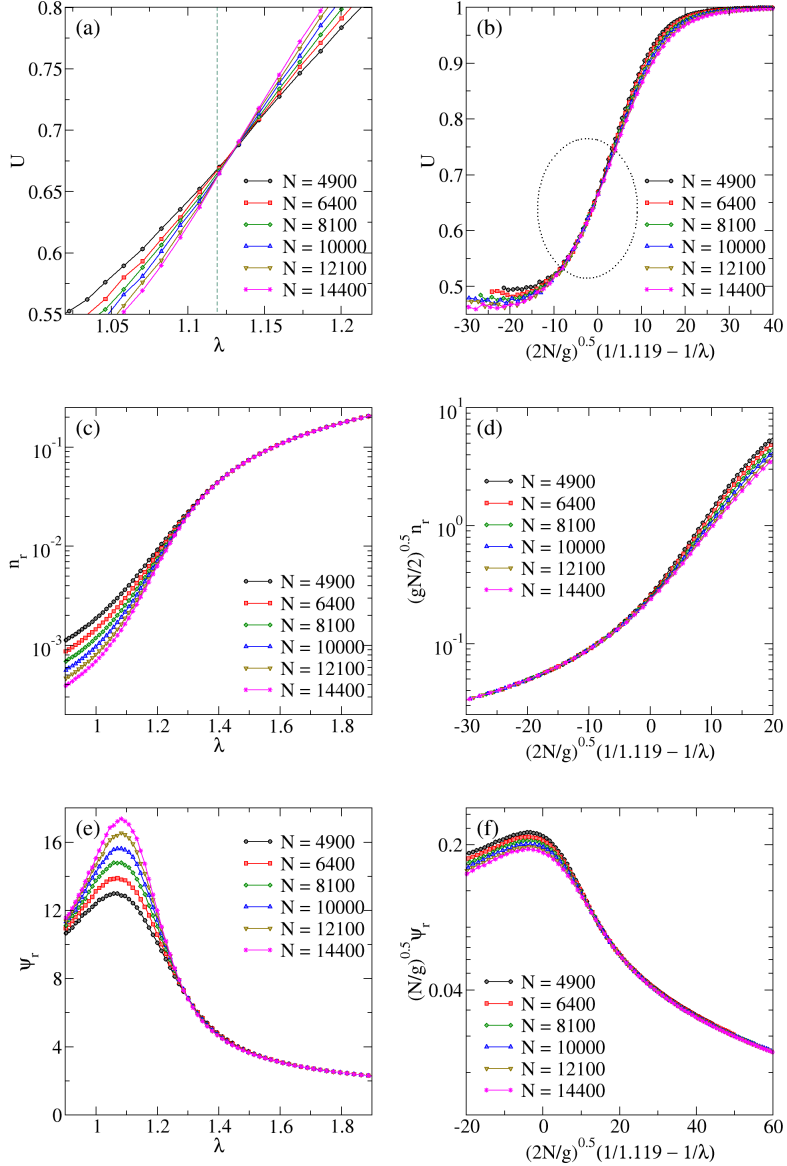 (a)
U
0.8
0.75
0.7
0.65
0.6
0.55
N = 4900
N = 6400
N = 8100
N = 10000
N = 12100
N = 14400
1.05
1.1
1.15
1.2
λ
(b)
U
1
0.9
0.8
0.7
0.6
0.5
N = 4900
N = 6400
N = 8100
N = 10000
N = 12100
N = 14400
-30
-20
-10
0
10
20
30
40
(2N/g)^0.5(1/1.119 − 1/λ)
(c)
n_r
10^-1
10^-2
10^-3
N = 4900
N = 6400
N = 8100
N = 10000
N = 12100
N = 14400
1
1.2
1.4
1.6
1.8
λ
(d)
(gN/2)^0.5 n_r
10^1
10^0
10^-1
N = 4900
N = 6400
N = 8100
N = 10000
N = 12100
N = 14400
-30
-20
-10
0
10
20
(2N/g)^0.5(1/1.119 − 1/λ)
(e)
ψ_r
16
12
8
4
0
N = 4900
N = 6400
N = 8100
N = 10000
N = 12100
N = 14400
1
1.2
1.4
1.6
1.8
λ
(f)
(N/g)^0.5 ψ_r
0.2
0.04
N = 4900
N = 6400
N = 8100
N = 10000
N = 12100
N = 14400
-20
0
20
40
60
(2N/g)^0.5(1/1.119 − 1/λ)